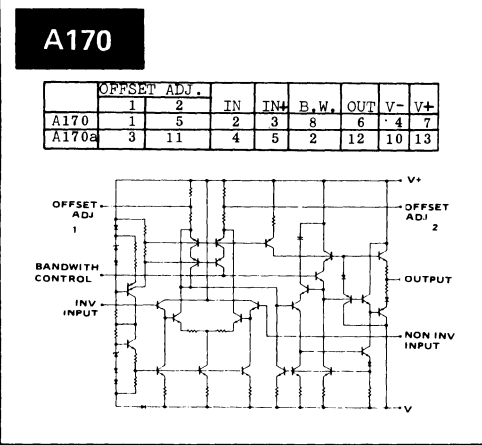 A170
OFFSET ADJ.
1 2 IN IN+ B.W. OUT V- V+
A170 1 5 2 3 8 6 4 7
A170a 3 11 4 5 2 12 10 13
V+
OFFSET ADJ 1
OFFSET ADJ 2
BANDWITH CONTROL
OUTPUT
INV INPUT
NON INV INPUT
V